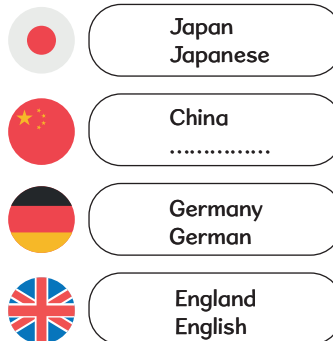 Japan
Japanese
China
...............
Germany
German
England
English